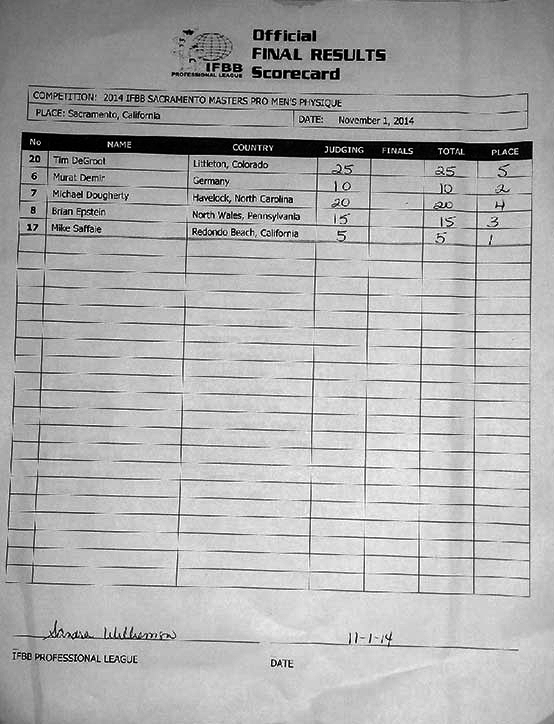 Official
FINAL RESULTS
Scorecard
IFBB
PROFESSIONAL LEAGUE
COMPETITION: 2014 IFBB SACRAMENTO MASTERS PRO MEN'S PHYSIQUE
PLACE: Sacramento, California DATE: November 1, 2014
No NAME COUNTRY JUDGING FINALS TOTAL PLACE
20 Tim DeGroot Littleton, Colorado 25 25 5
6 Murat Demir Germany 10 10 2
7 Michael Dougherty Havelock, North Carolina 20 20 4
8 Brian Epstein North Wales, Pennsylvania 15 15 3
17 Mike Saffaie Redondo Beach, California 5 5 1
11-1-14
IFBB PROFESSIONAL LEAGUE DATE